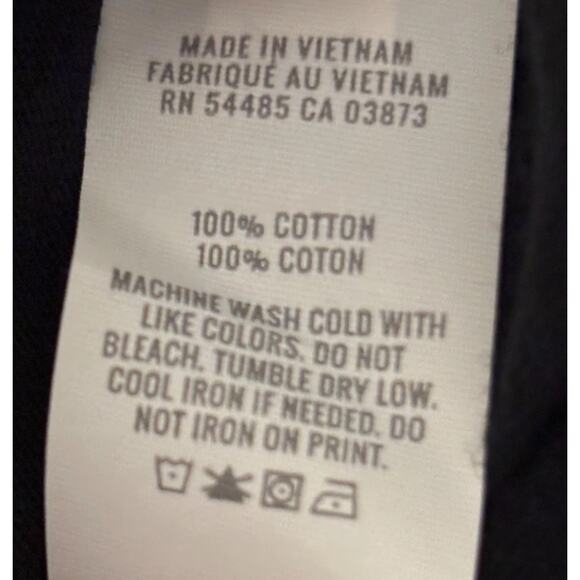 MADE IN VIETNAM
FABRIQUÉ AU VIETNAM
RN 54485 CA 03873
100% COTTON
100% COTON
MACHINE WASH COLD WITH
LIKE COLORS. DO NOT
BLEACH. TUMBLE DRY LOW.
COOL IRON IF NEEDED. DO
NOT IRON ON PRINT.